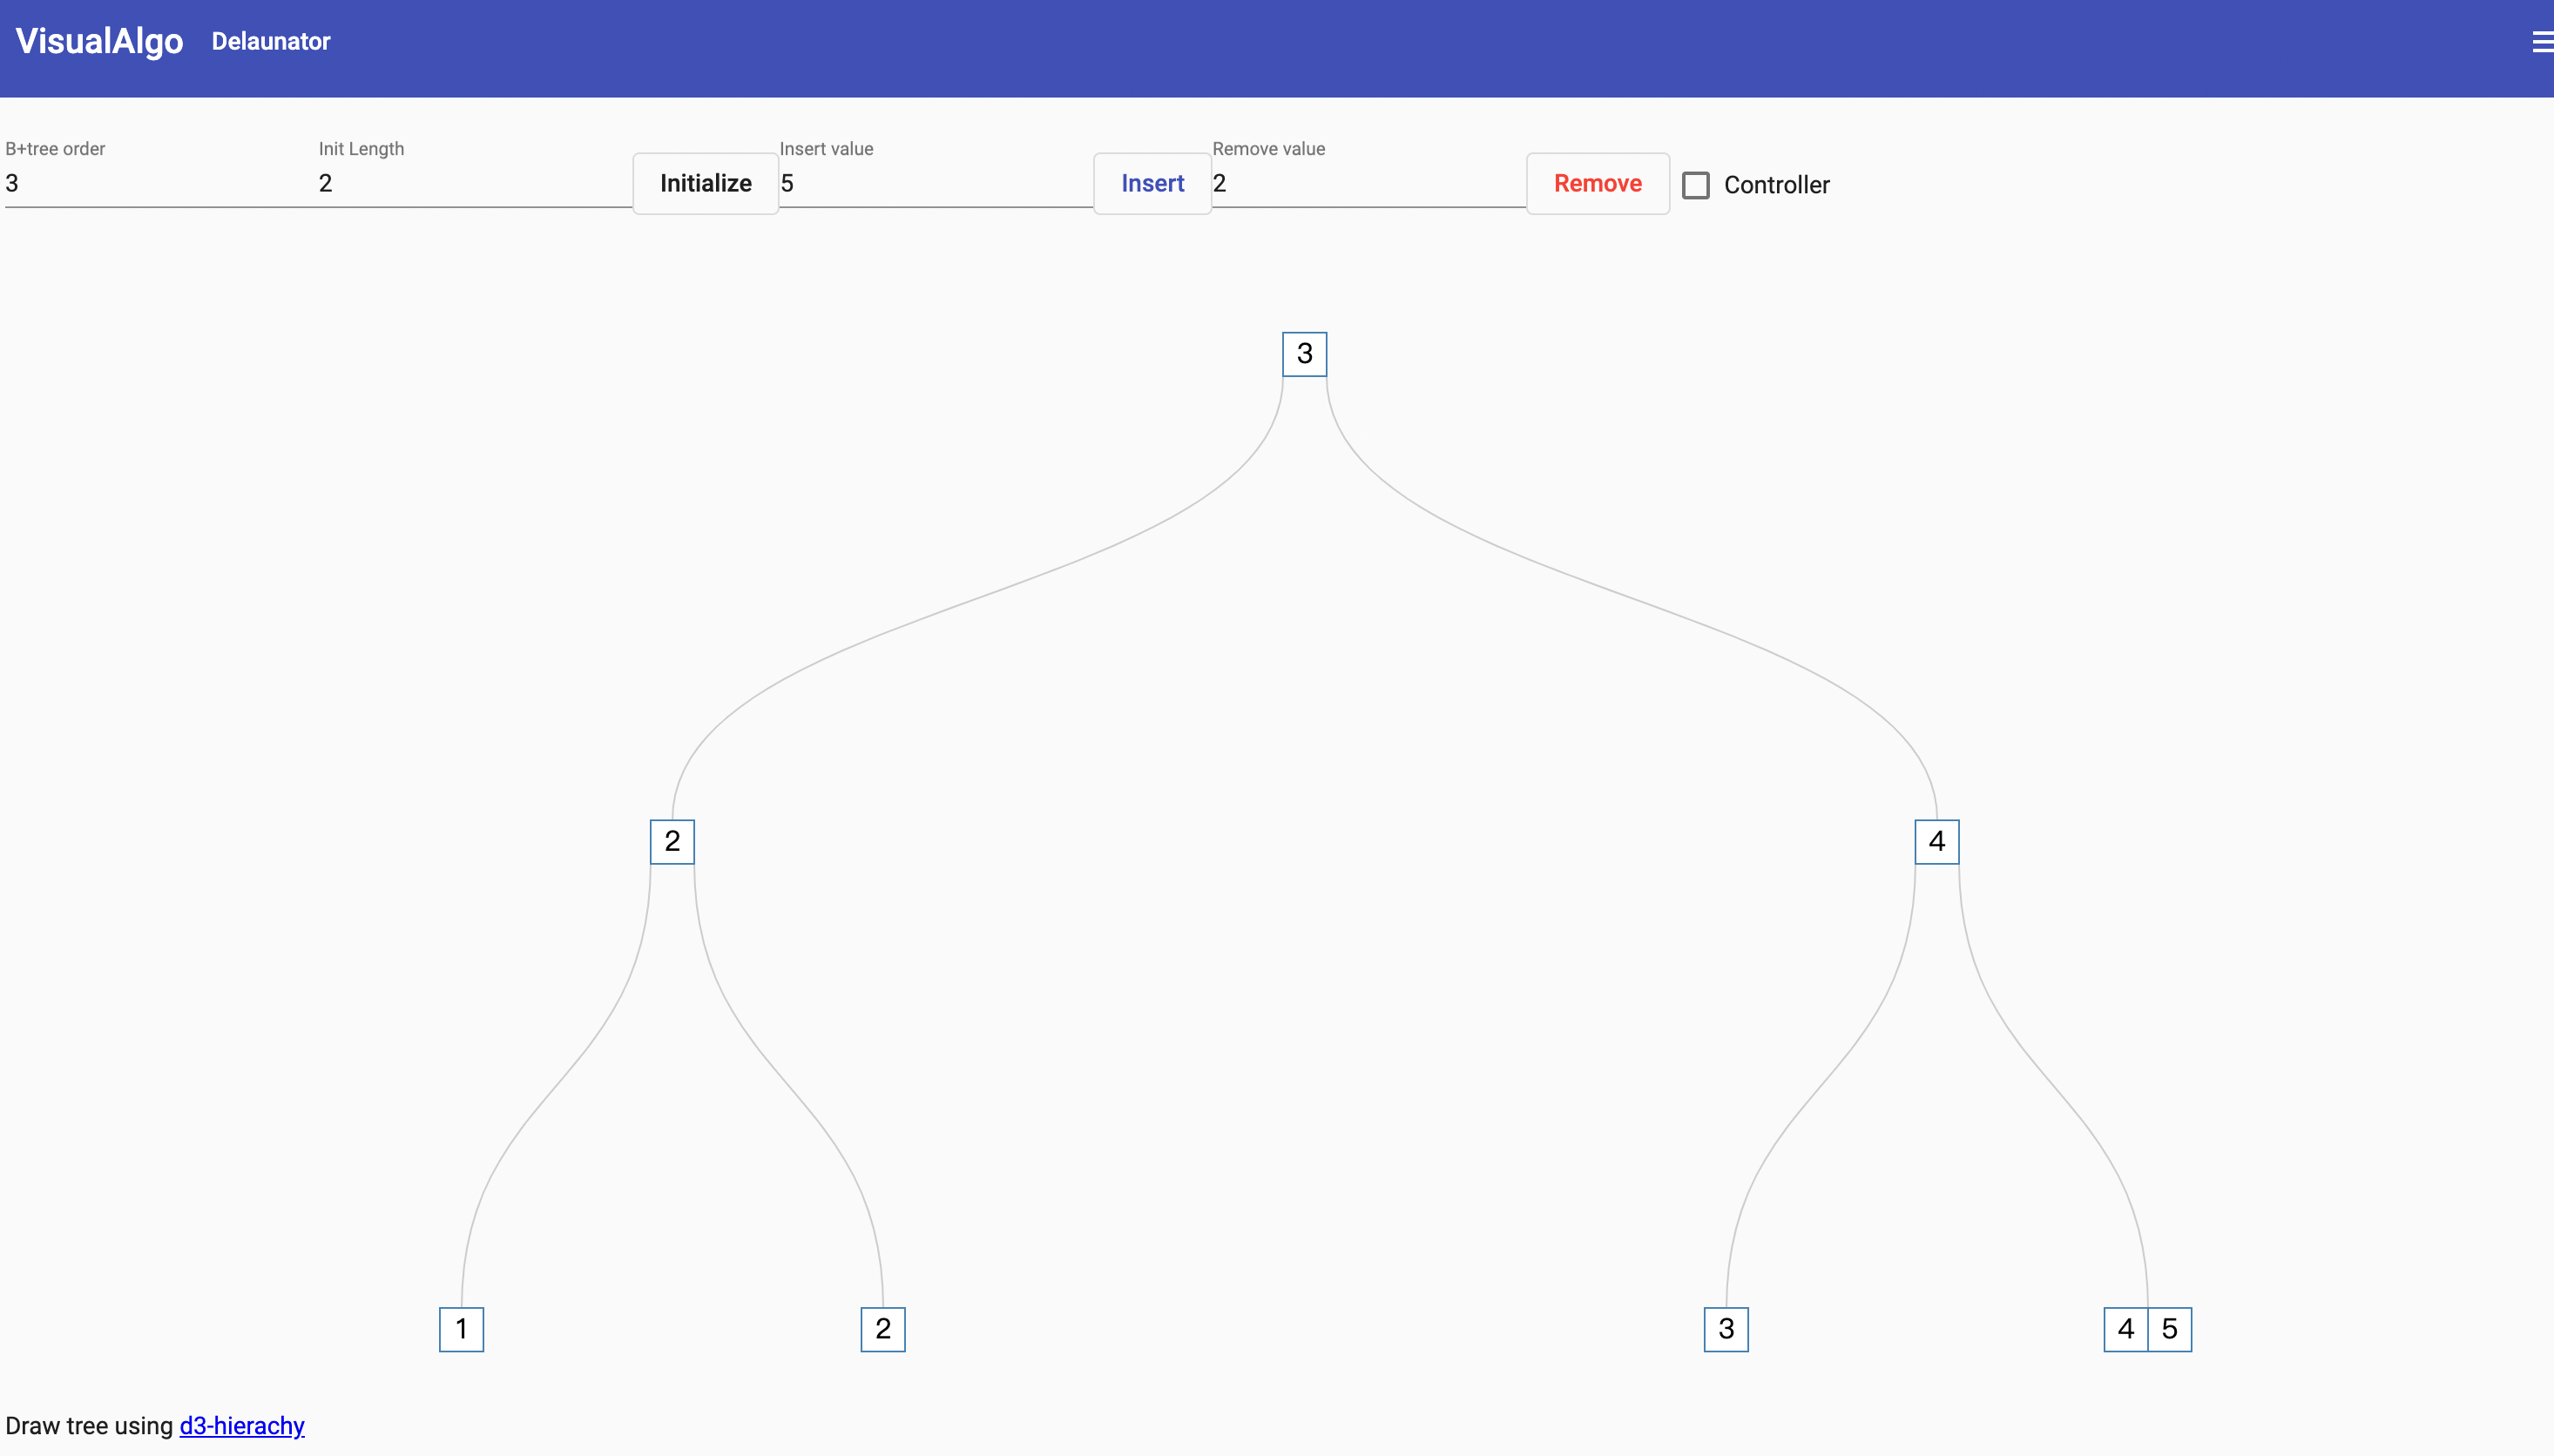 VisualAlgo Delaunator
B+tree order Init Length Insert value Remove value
3 2 Initialize 5 Insert 2 Remove Controller
3
2 4
1 2 3 4 5
Draw tree using d3-hierachy